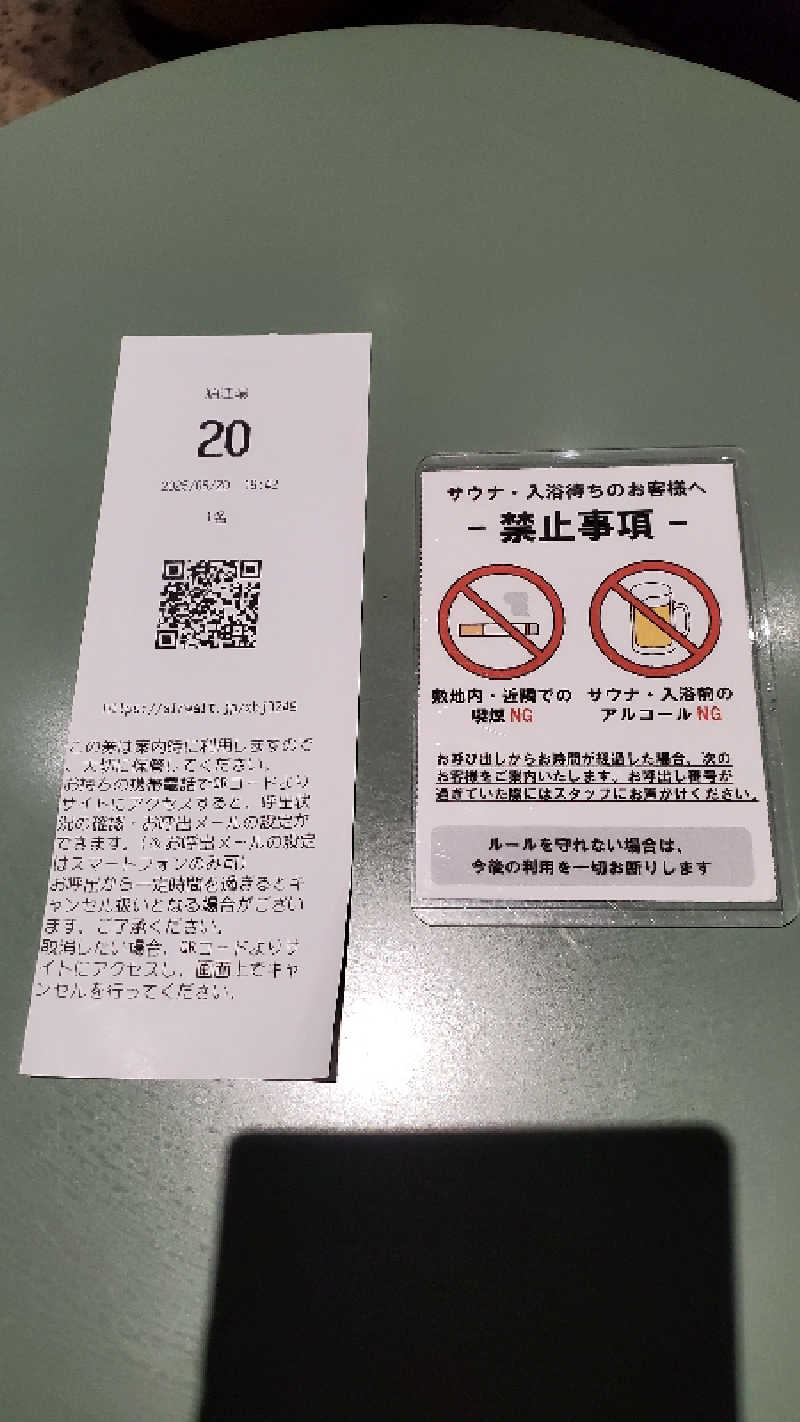 狛江湯
20
1名
この券は案内時に利用しますので
、大切に保管してください。
お持ちの携帯電話でQRコードより
サイトにアクセスすると、呼出状
況の確認・お呼出メールの設定が
できます。(※お呼出メールの設定
はスマートフォンのみ可)
お呼出から一定時間を過ぎるとキ
ャンセル扱いとなる場合がござい
ます。ご了承ください。
取消したい場合、QRコードよりサ
イトにアクセスし、画面上でキャ
ンセルを行ってください。
サウナ・入浴待ちのお客様へ
- 禁止事項 -
敷地内・近隣での
喫煙 NG
サウナ・入浴前の
アルコール NG
お呼び出しからお時間が経過した場合、次の
お客様をご案内いたします。お呼出し番号が
過ぎていた際にはスタッフにお声がけください。
ルールを守れない場合は、
今後の利用を一切お断りします